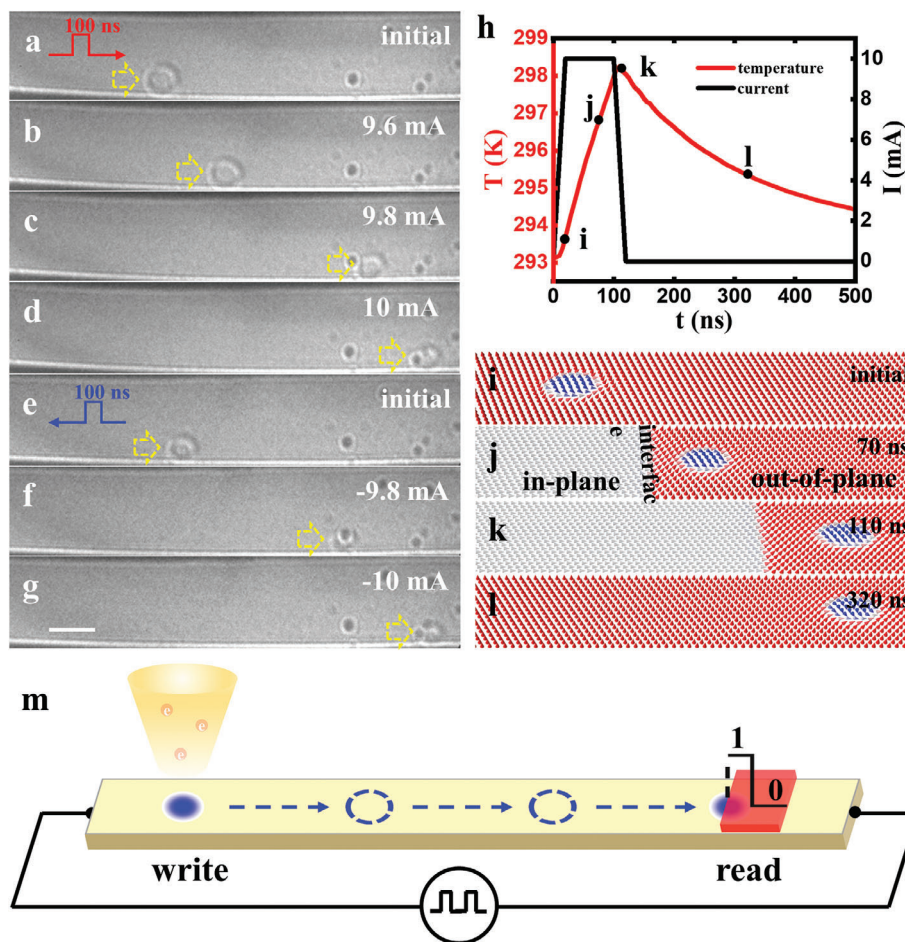 a
100 ns
initial
b
9.6 mA
c
9.8 mA
d
10 mA
e
100 ns
initial
f
-9.8 mA
g
-10 mA
h
299
298
297
296
295
294
293
T (K)
temperature
current
i
j
k
l
10
8
6
4
2
0
I (mA)
0
100
200
300
400
500
t (ns)
i
initial
j
in-plane
interfac
e
70 ns
out-of-plane
k
110 ns
l
320 ns
m
e
e
e
1
0
write
read